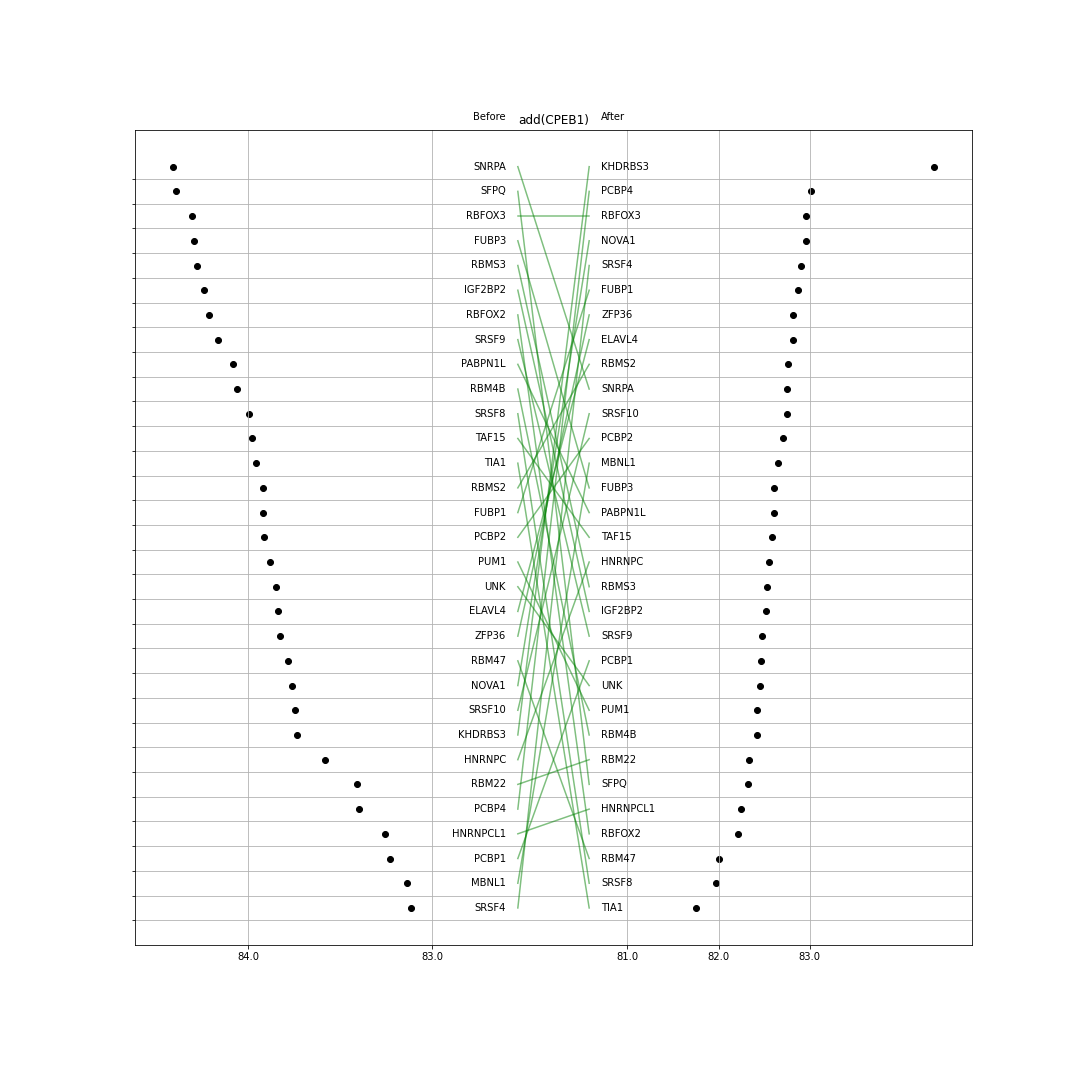 Before add(CPEB1) After
SNRPA KHDRBS3
SFPQ PCBP4
RBFOX3 RBFOX3
FUBP3 NOVA1
RBMS3 SRSF4
IGF2BP2 FUBP1
RBFOX2 ZFP36
SRSF9 ELAVL4
PABPN1L RBMS2
RBM4B SNRPA
SRSF8 SRSF10
TAF15 PCBP2
TIA1 MBNL1
RBMS2 FUBP3
FUBP1 PABPN1L
PCBP2 TAF15
PUM1 HNRNPC
UNK RBMS3
ELAVL4 IGF2BP2
ZFP36 SRSF9
RBM47 PCBP1
NOVA1 UNK
SRSF10 PUM1
KHDRBS3 RBM4B
HNRNPC RBM22
RBM22 SFPQ
PCBP4 HNRNPCL1
HNRNPCL1 RBFOX2
PCBP1 RBM47
MBNL1 SRSF8
SRSF4 TIA1
84.0 83.0 81.0 82.0 83.0